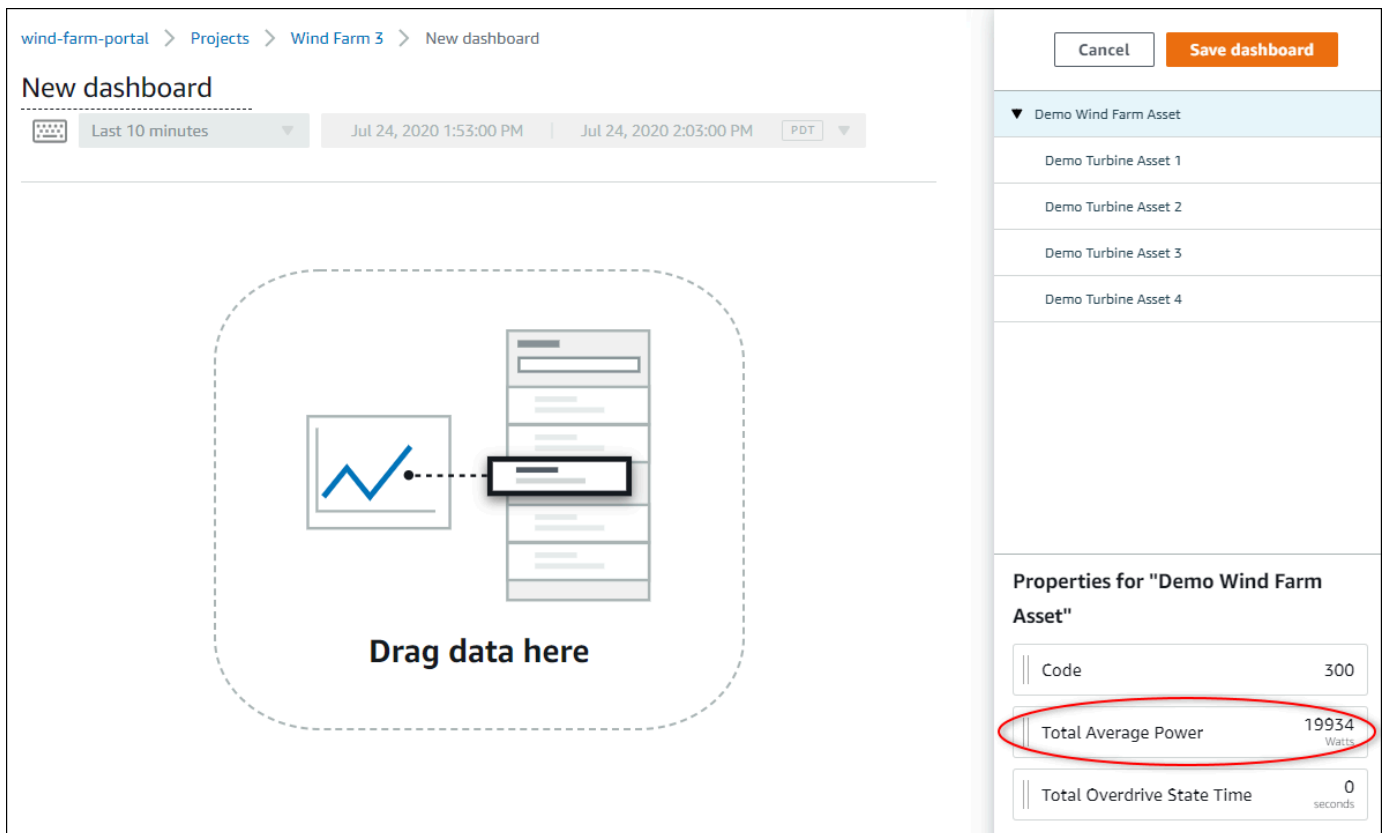 wind-farm-portal > Projects > Wind Farm 3 > New dashboard
New dashboard
Last 10 minutes
Jul 24, 2020 1:53:00 PM | Jul 24, 2020 2:03:00 PM PDT
Drag data here
Cancel
Save dashboard
Demo Wind Farm Asset
Demo Turbine Asset 1
Demo Turbine Asset 2
Demo Turbine Asset 3
Demo Turbine Asset 4
Properties for "Demo Wind Farm
Asset"
Code 300
Total Average Power 19934
Watts
Total Overdrive State Time 0
seconds